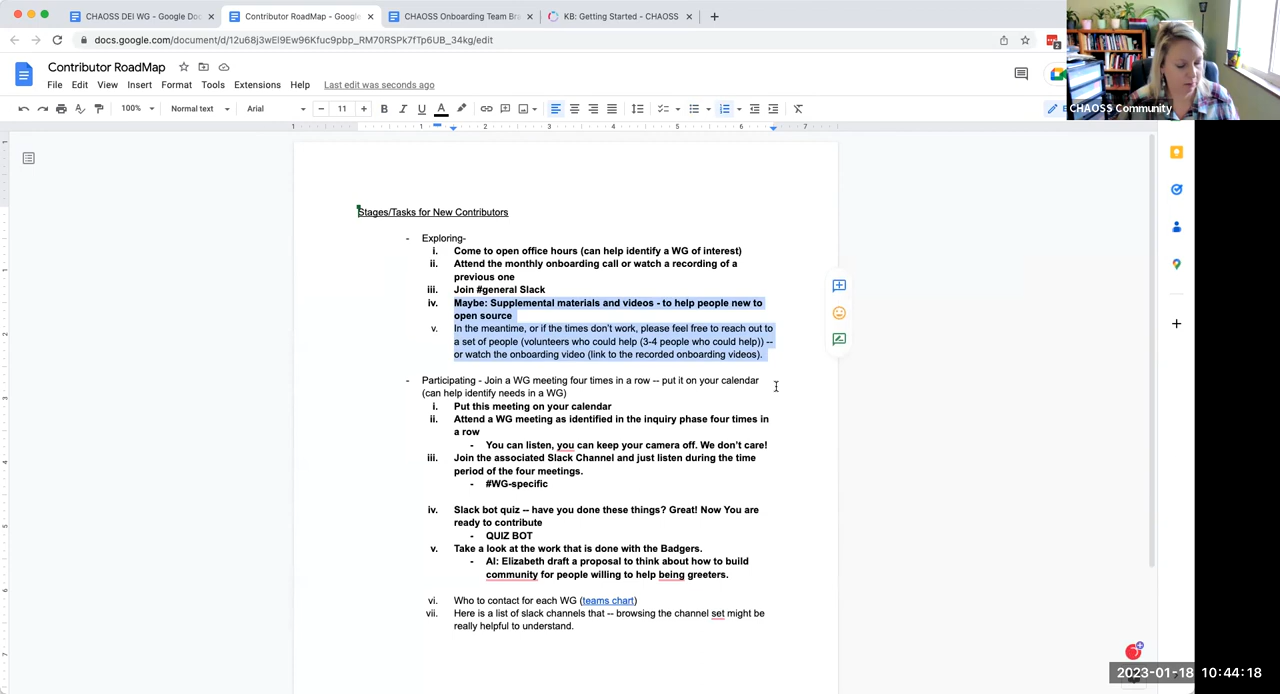 CHAOSS DEI WG - Google Doc
Contributor RoadMap - Google
CHAOSS Onboarding Team Bra
KB: Getting Started - CHAOSS
docs.google.com/document/d/12u68j3wEl9Ew96Kfuc9pbp_RM70RSPk7fTp6UB_34kg/edit
Contributor RoadMap
File Edit View Insert Format Tools Extensions Help Last edit was seconds ago
100% Normal text Arial 11
CHAOSS Community
Stages/Tasks for New Contributors
- Exploring-
i. Come to open office hours (can help identify a WG of interest)
ii. Attend the monthly onboarding call or watch a recording of a
previous one
iii. Join #general Slack
iv. Maybe: Supplemental materials and videos - to help people new to
open source
v. In the meantime, or if the times don't work, please feel free to reach out to
a set of people (volunteers who could help (3-4 people who could help)) --
or watch the onboarding video (link to the recorded onboarding videos).
- Participating - Join a WG meeting four times in a row -- put it on your calendar
(can help identify needs in a WG)
i. Put this meeting on your calendar
ii. Attend a WG meeting as identified in the inquiry phase four times in
a row
- You can listen, you can keep your camera off. We don't care!
iii. Join the associated Slack Channel and just listen during the time
period of the four meetings.
- #WG-specific
iv. Slack bot quiz -- have you done these things? Great! Now You are
ready to contribute
- QUIZ BOT
v. Take a look at the work that is done with the Badgers.
- AI: Elizabeth draft a proposal to think about how to build
community for people willing to help being greeters.
vi. Who to contact for each WG (teams chart)
vii. Here is a list of slack channels that -- browsing the channel set might be
really helpful to understand.
2023-01-18 10:44:18